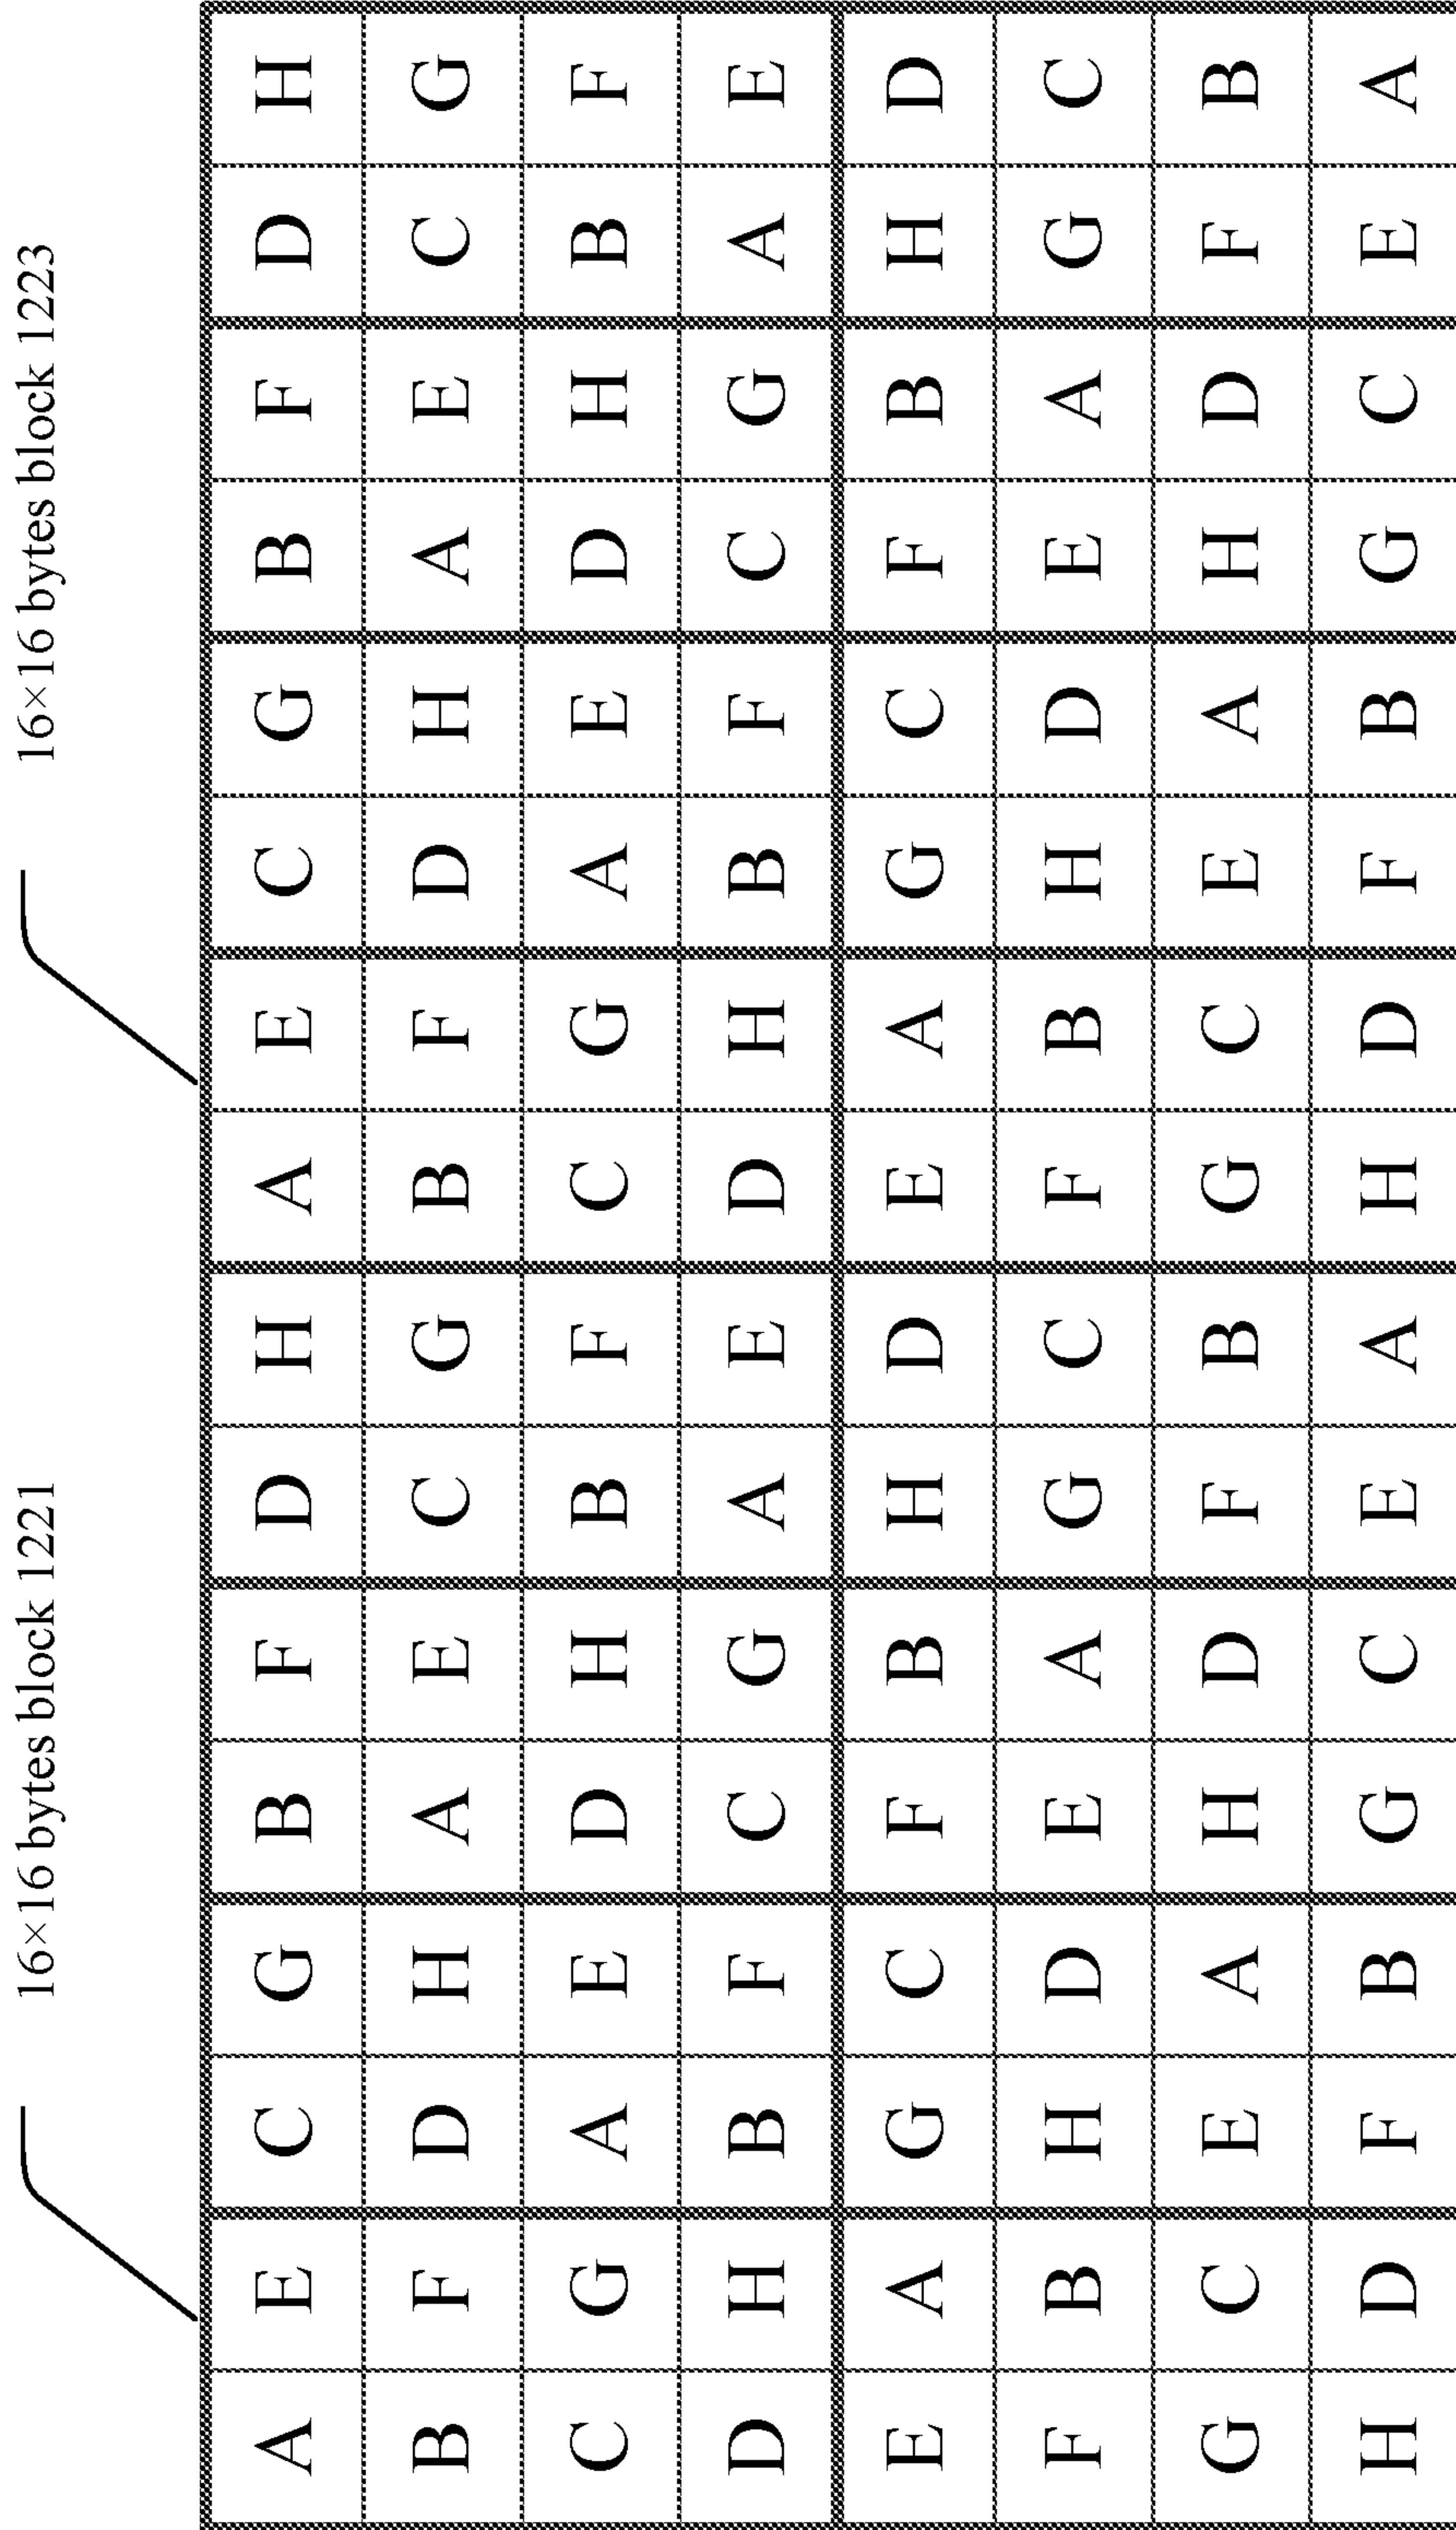 16×16 bytes block 1221 16×16 bytes block 1223
A E C G B F D H A E C G B F D H
B F D H A E C G B F D H A E C G
C G A E D H B F C G A E D H B F
D H B F C G A E D H B F C G A E
E A G C F B H D E A G C F B H D
F B H D E A G C F B H D E A G C
G C E A H D F B G C E A H D F B
H D F B G C E A H D F B G C E A